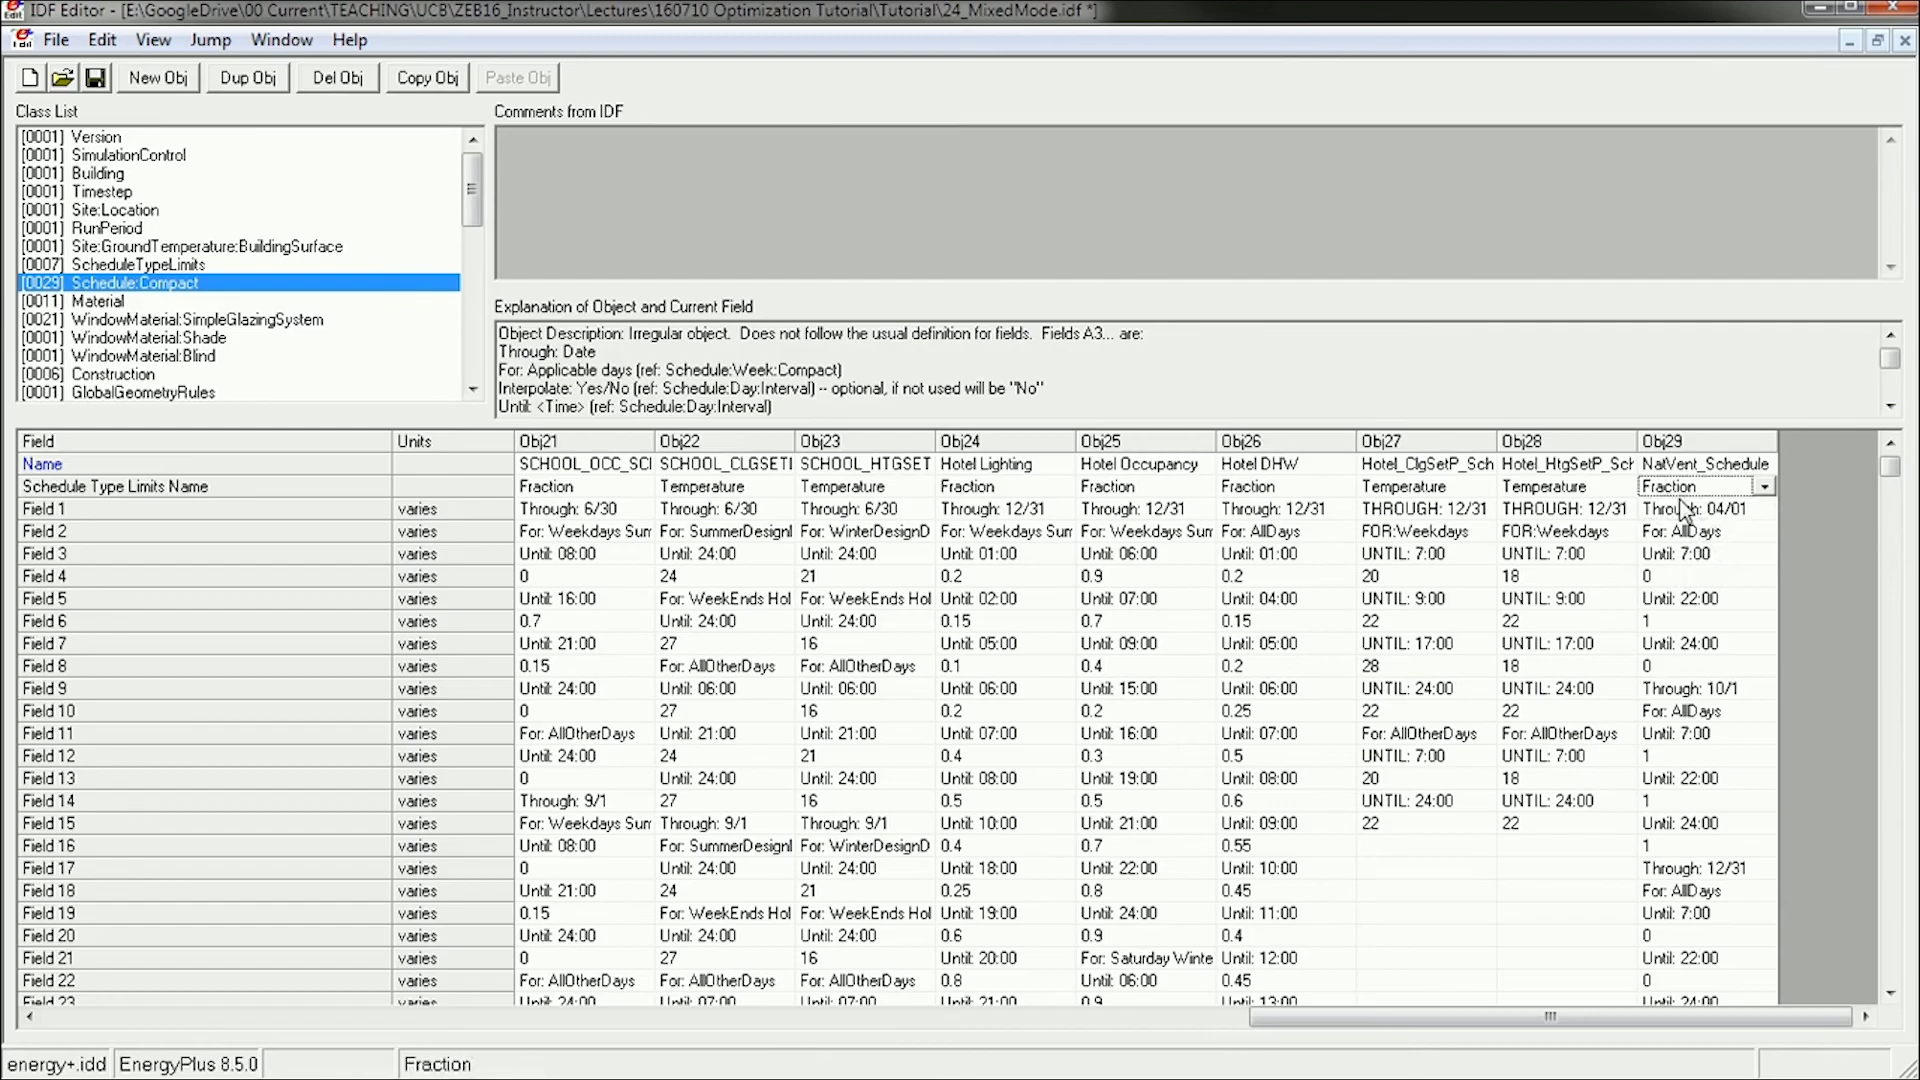 IDF Editor - [E:\GoogleDrive\00 Current\TEACHING\UCB\ZEB16_Instructor\Lectures\160710 Optimization Tutorial\Tutorial\24_MixedMode.idf *]
File Edit View Jump Window Help
New Obj Dup Obj Del Obj Copy Obj Paste Obj
Class List Comments from IDF
[0001] Version
[0001] SimulationControl
[0001] Building
[0001] Timestep
[0001] Site:Location
[0001] RunPeriod
[0001] Site:GroundTemperature:BuildingSurface
[0007] ScheduleTypeLimits
[0029] Schedule:Compact
[0011] Material
[0021] WindowMaterial:SimpleGlazingSystem
[0001] WindowMaterial:Shade
[0001] WindowMaterial:Blind
[0006] Construction
[0001] GlobalGeometryRules
Explanation of Object and Current Field
Object Description: Irregular object. Does not follow the usual definition for fields. Fields A3... are:
Through: Date
For: Applicable days (ref: Schedule:Week:Compact)
Interpolate: Yes/No (ref: Schedule:Day:Interval) -- optional, if not used will be "No"
Until: <Time> (ref: Schedule:Day:Interval)
Field Units Obj21 Obj22 Obj23 Obj24 Obj25 Obj26 Obj27 Obj28 Obj29
Name SCHOOL_OCC_SCI SCHOOL_CLGSETI SCHOOL_HTGSET Hotel Lighting Hotel Occupancy Hotel DHW Hotel_ClgSetP_Sch Hotel_HtgSetP_Sch NatVent_Schedule
Schedule Type Limits Name Fraction Temperature Temperature Fraction Fraction Fraction Temperature Temperature Fraction
Field 1 varies Through: 6/30 Through: 6/30 Through: 6/30 Through: 12/31 Through: 12/31 Through: 12/31 THROUGH: 12/31 THROUGH: 12/31 Through: 04/01
Field 2 varies For: Weekdays Sum For: SummerDesignI For: WinterDesignD For: Weekdays Sum For: Weekdays Sum For: AllDays FOR:Weekdays FOR:Weekdays For: AllDays
Field 3 varies Until: 08:00 Until: 24:00 Until: 24:00 Until: 01:00 Until: 06:00 Until: 01:00 UNTIL: 7:00 UNTIL: 7:00 Until: 7:00
Field 4 varies 0 24 21 0.2 0.9 0.2 20 18 0
Field 5 varies Until: 16:00 For: WeekEnds Hol For: WeekEnds Hol Until: 02:00 Until: 07:00 Until: 04:00 UNTIL: 9:00 UNTIL: 9:00 Until: 22:00
Field 6 varies 0.7 Until: 24:00 Until: 24:00 0.15 0.7 0.15 22 22 1
Field 7 varies Until: 21:00 27 16 Until: 05:00 Until: 09:00 Until: 05:00 UNTIL: 17:00 UNTIL: 17:00 Until: 24:00
Field 8 varies 0.15 For: AllOtherDays For: AllOtherDays 0.1 0.4 0.2 28 18 0
Field 9 varies Until: 24:00 Until: 06:00 Until: 06:00 Until: 06:00 Until: 15:00 Until: 06:00 UNTIL: 24:00 UNTIL: 24:00 Through: 10/1
Field 10 varies 0 27 16 0.2 0.2 0.25 22 22 For: AllDays
Field 11 varies For: AllOtherDays Until: 21:00 Until: 21:00 Until: 07:00 Until: 16:00 Until: 07:00 For: AllOtherDays For: AllOtherDays Until: 7:00
Field 12 varies Until: 24:00 24 21 0.4 0.3 0.5 UNTIL: 7:00 UNTIL: 7:00 1
Field 13 varies 0 Until: 24:00 Until: 24:00 Until: 08:00 Until: 19:00 Until: 08:00 20 18 Until: 22:00
Field 14 varies Through: 9/1 27 16 0.5 0.5 0.6 UNTIL: 24:00 UNTIL: 24:00 1
Field 15 varies For: Weekdays Sum Through: 9/1 Through: 9/1 Until: 10:00 Until: 21:00 Until: 09:00 22 22 Until: 24:00
Field 16 varies Until: 08:00 For: SummerDesignI For: WinterDesignD 0.4 0.7 0.55 1
Field 17 varies 0 Until: 24:00 Until: 24:00 Until: 18:00 Until: 22:00 Until: 10:00 Through: 12/31
Field 18 varies Until: 21:00 24 21 0.25 0.8 0.45 For: AllDays
Field 19 varies 0.15 For: WeekEnds Hol For: WeekEnds Hol Until: 19:00 Until: 24:00 Until: 11:00 Until: 7:00
Field 20 varies Until: 24:00 Until: 24:00 Until: 24:00 0.6 0.9 0.4 0
Field 21 varies 0 27 16 Until: 20:00 For: Saturday Winte Until: 12:00 Until: 22:00
Field 22 varies For: AllOtherDays For: AllOtherDays For: AllOtherDays 0.8 Until: 06:00 0.45 0
Field 23 varies Until: 24:00 Until: 07:00 Until: 07:00 Until: 21:00 0.9 Until: 13:00 Until: 24:00
energy+.idd EnergyPlus 8.5.0 Fraction